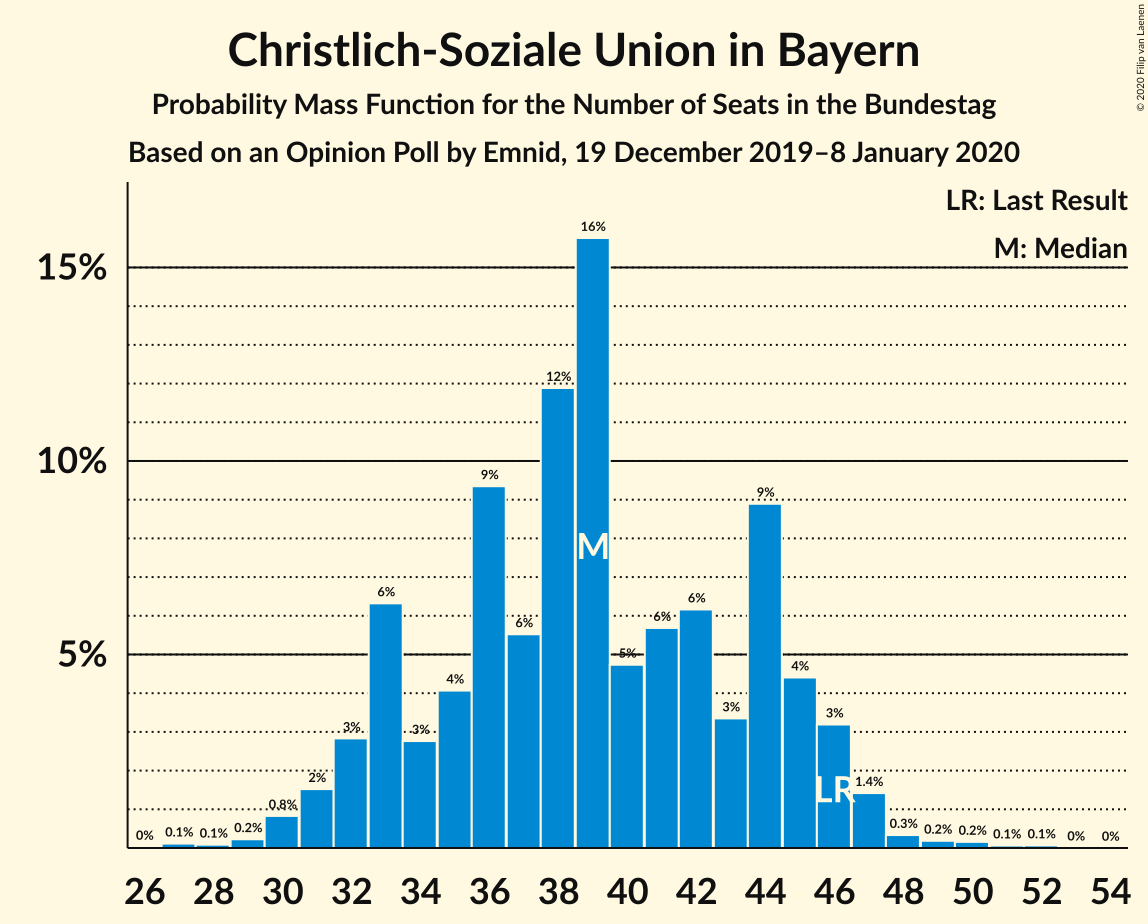 Christlich-Soziale Union in Bayern
Probability Mass Function for the Number of Seats in the Bundestag
Based on an Opinion Poll by Emnid, 19 December 2019–8 January 2020
© 2020 Filip van Laenen
LR: Last Result
M: Median
15%
10%
5%
0% 0.1% 0.1% 0.2% 0.8% 2% 3% 6% 3% 4% 9% 6% 12% 16% 5% 6% 6% 3% 9% 4% 3% 1.4% 0.3% 0.2% 0.2% 0.1% 0.1% 0% 0%
M
LR
26 28 30 32 34 36 38 40 42 44 46 48 50 52 54